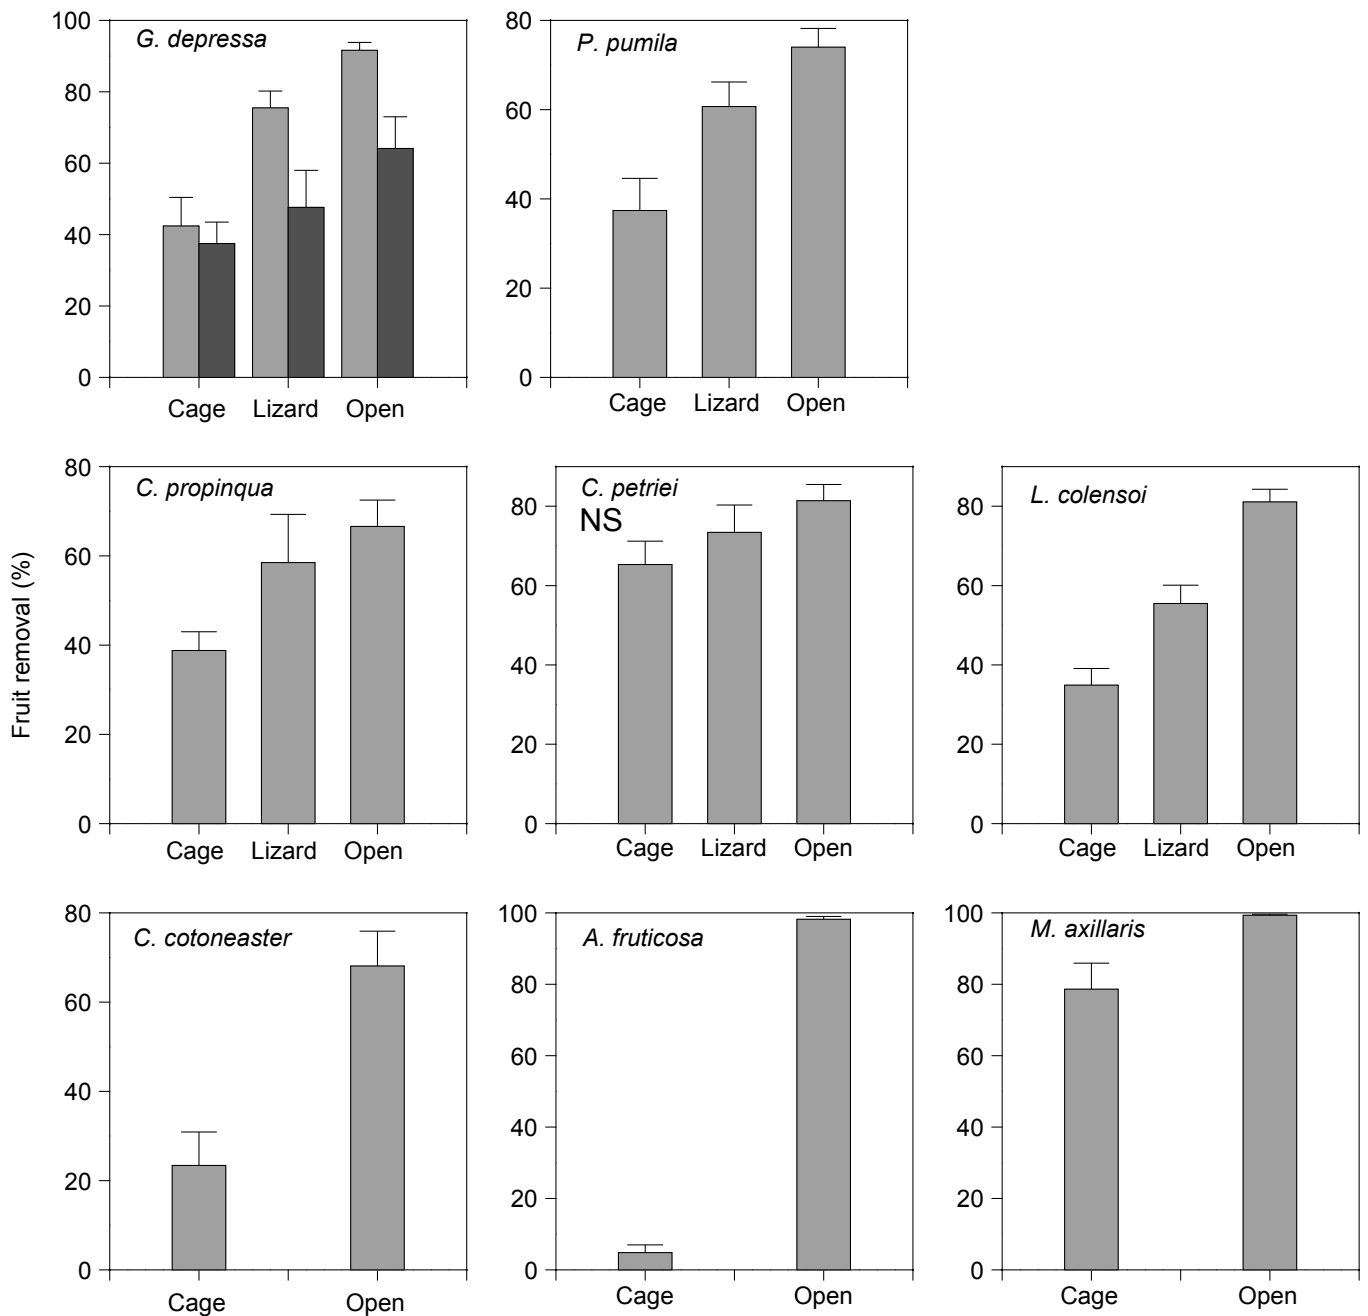 G. depressa
100
80
60
40
20
0
Cage Lizard Open
P. pumila
80
60
40
20
0
Cage Lizard Open
Fruit removal (%)
C. propinqua
80
60
40
20
0
Cage Lizard Open
C. petriei
NS
80
60
40
20
0
Cage Lizard Open
L. colensoi
80
60
40
20
0
Cage Lizard Open
C. cotoneaster
80
60
40
20
0
Cage Open
A. fruticosa
100
80
60
40
20
0
Cage Open
M. axillaris
100
80
60
40
20
0
Cage Open